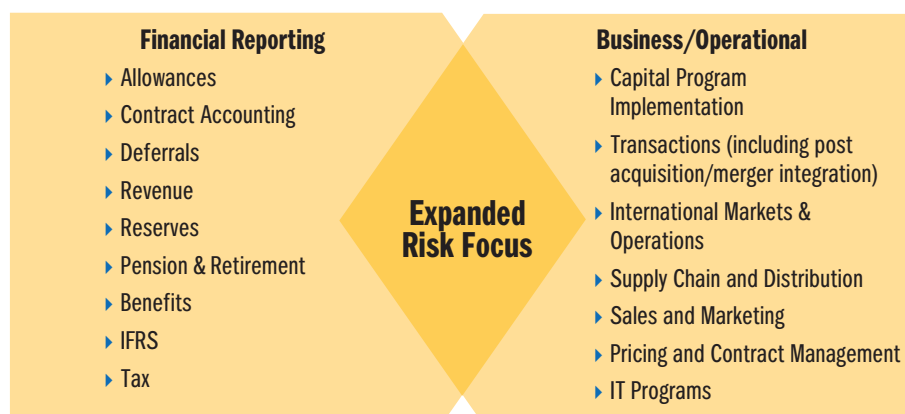 Financial Reporting
Allowances
Contract Accounting
Deferrals
Revenue
Reserves
Pension & Retirement
Benefits
IFRS
Tax
Expanded
Risk Focus
Business/Operational
Capital Program
Implementation
Transactions (including post
acquisition/merger integration)
International Markets &
Operations
Supply Chain and Distribution
Sales and Marketing
Pricing and Contract Management
IT Programs